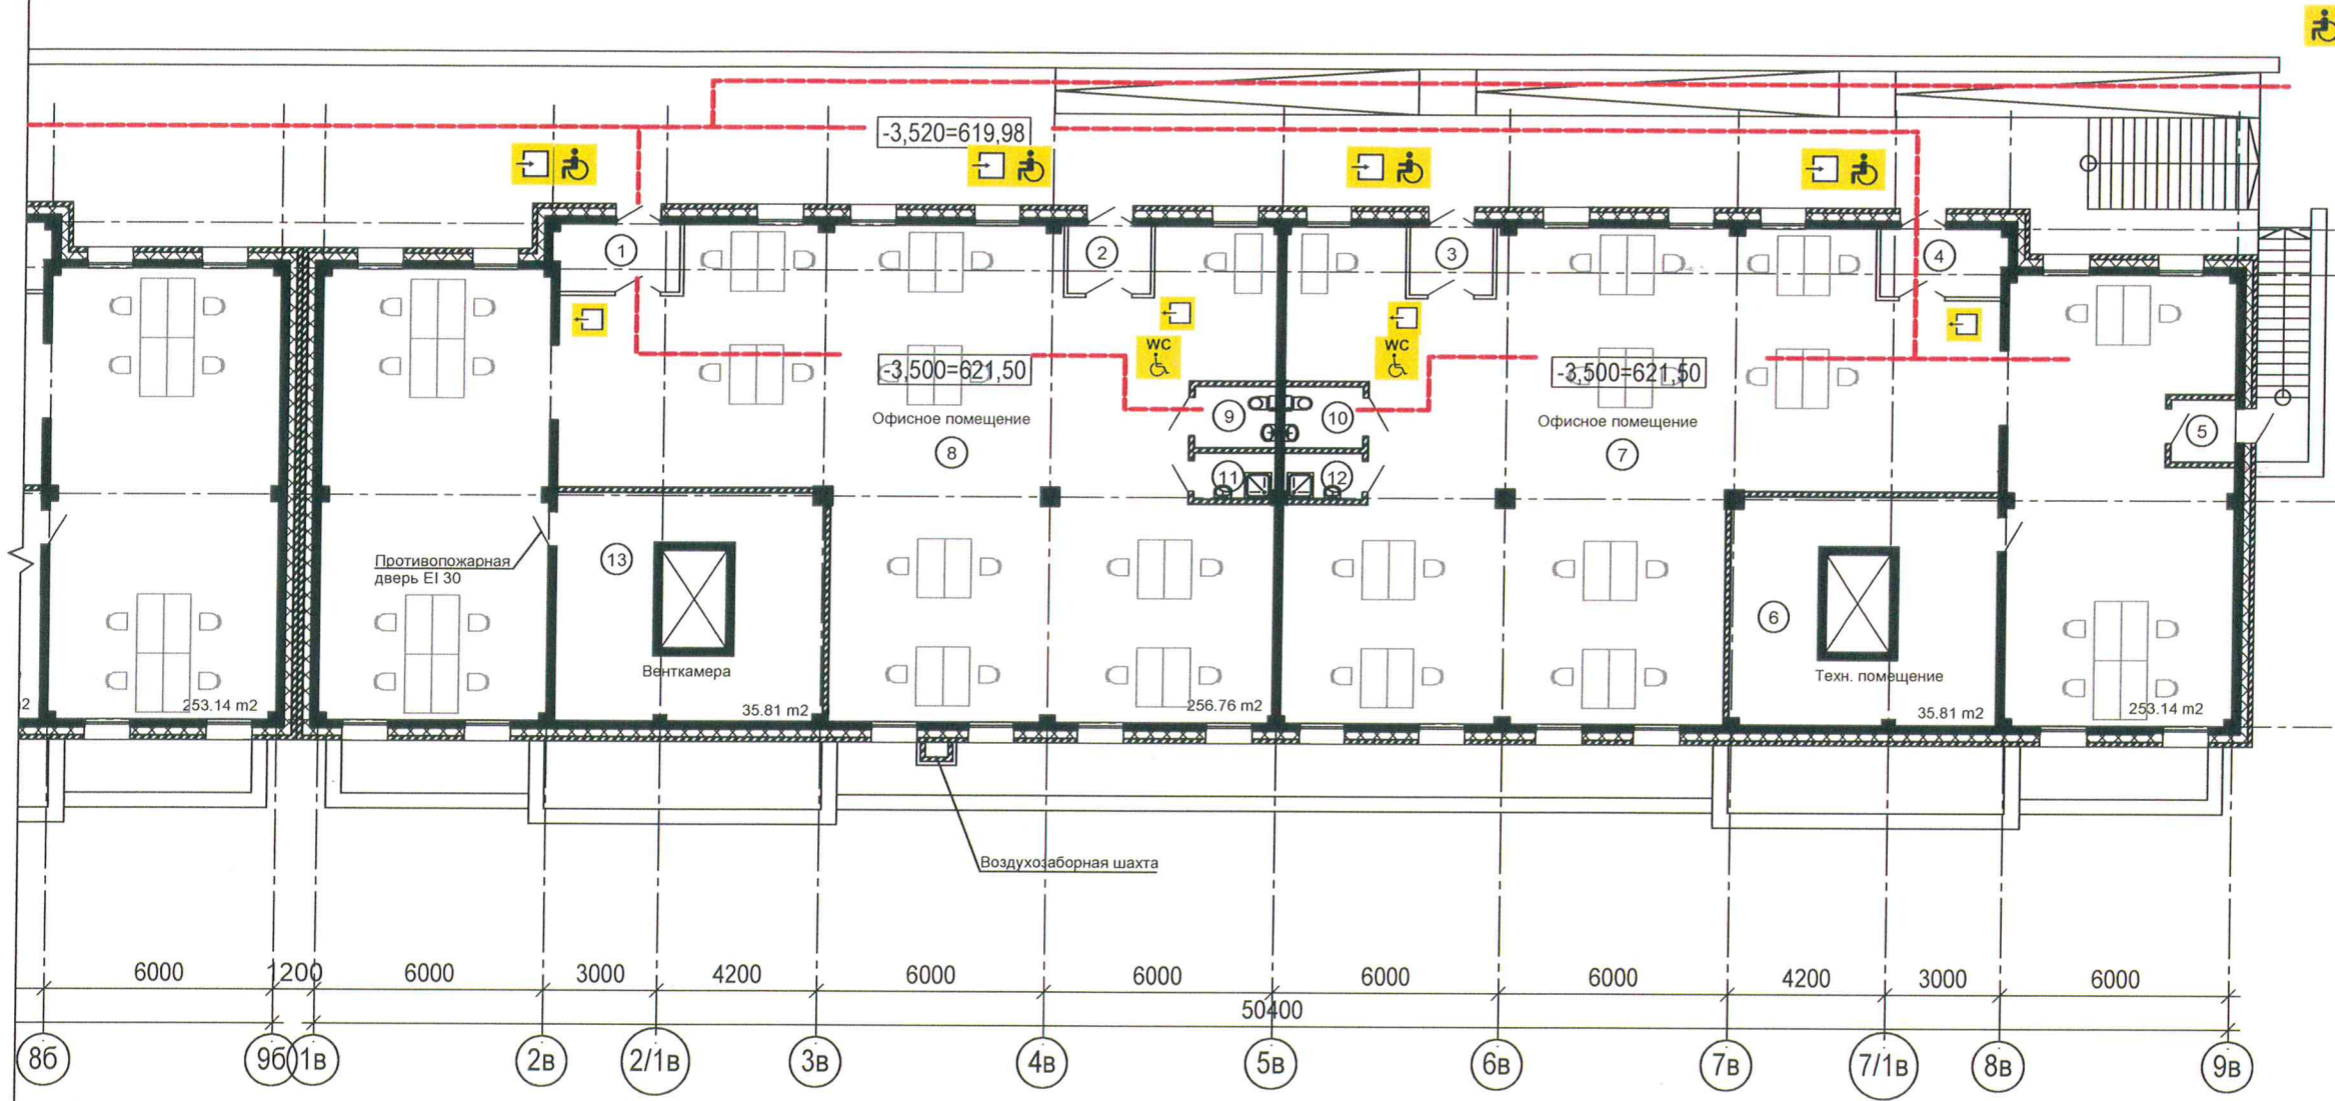 -3,520=619,98
1
2
3
4
WC
WC
-3,500=621,50
-3,500=621,50
Офисное помещение
8
Офисное помещение
7
9
10
5
11
12
Противопожарная
дверь EI 30
13
6
Венткамера
Техн. помещение
2
253.14 m2
35.81 m2
256.76 m2
35.81 m2
253.14 m2
Воздухозаборная шахта
6000
1200
6000
3000
4200
6000
6000
6000
6000
4200
3000
6000
50400
8б
9б
1в
2в
2/1в
3в
4в
5в
6в
7в
7/1в
8в
9в